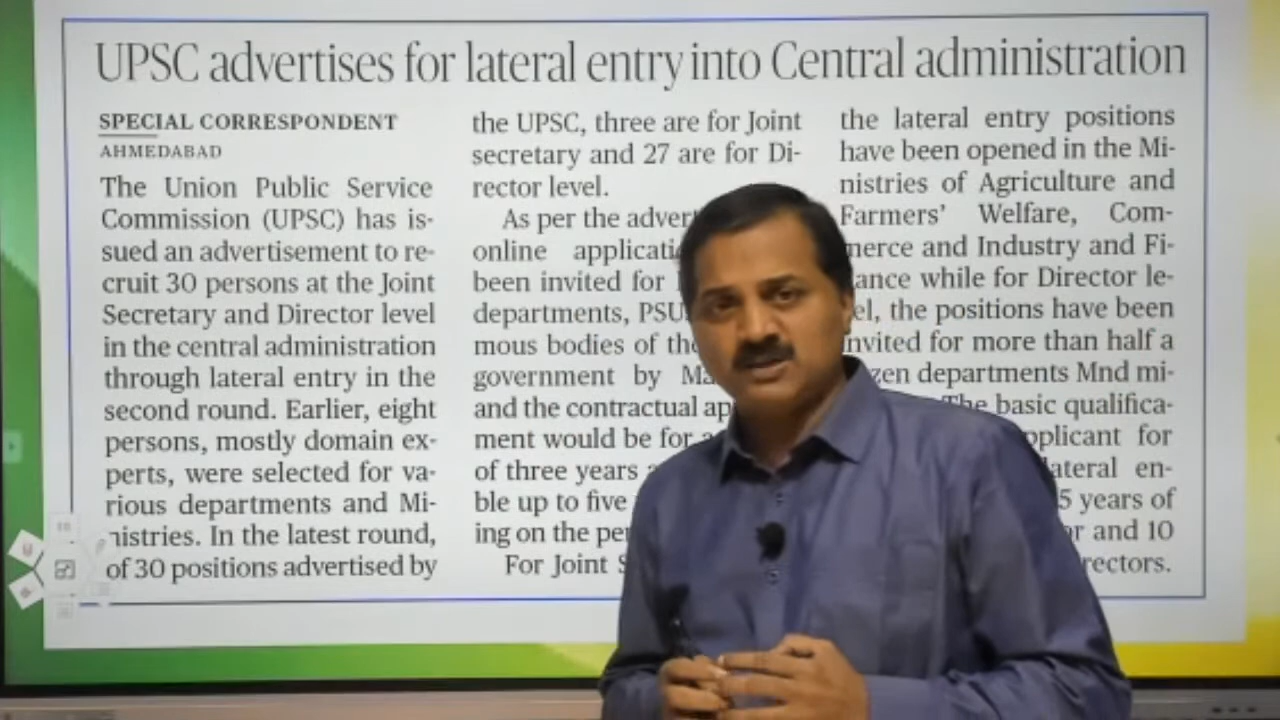 UPSC advertises for lateral entry into Central administration
SPECIAL CORRESPONDENT
AHMEDABAD
The Union Public Service
Commission (UPSC) has is-
sued an advertisement to re-
cruit 30 persons at the Joint
Secretary and Director level
in the central administration
through lateral entry in the
second round. Earlier, eight
persons, mostly domain ex-
perts, were selected for va-
rious departments and Mi-
nistries. In the latest round,
of 30 positions advertised by
the UPSC, three are for Joint
secretary and 27 are for Di-
rector level.
As per the adver
online applicati
been invited for
departments, PSU
mous bodies of the
government by Ma
and the contractual ap
ment would be for a
of three years
ble up to five
ing on the pe
For Joint S
the lateral entry positions
have been opened in the Mi-
nistries of Agriculture and
Farmers' Welfare, Com-
merce and Industry and Fi-
ance while for Director le-
el, the positions have been
nvited for more than half a
zen departments Mnd mi-
The basic qualifica-
pplicant for
lateral en-
5 years of
r and 10
rectors.